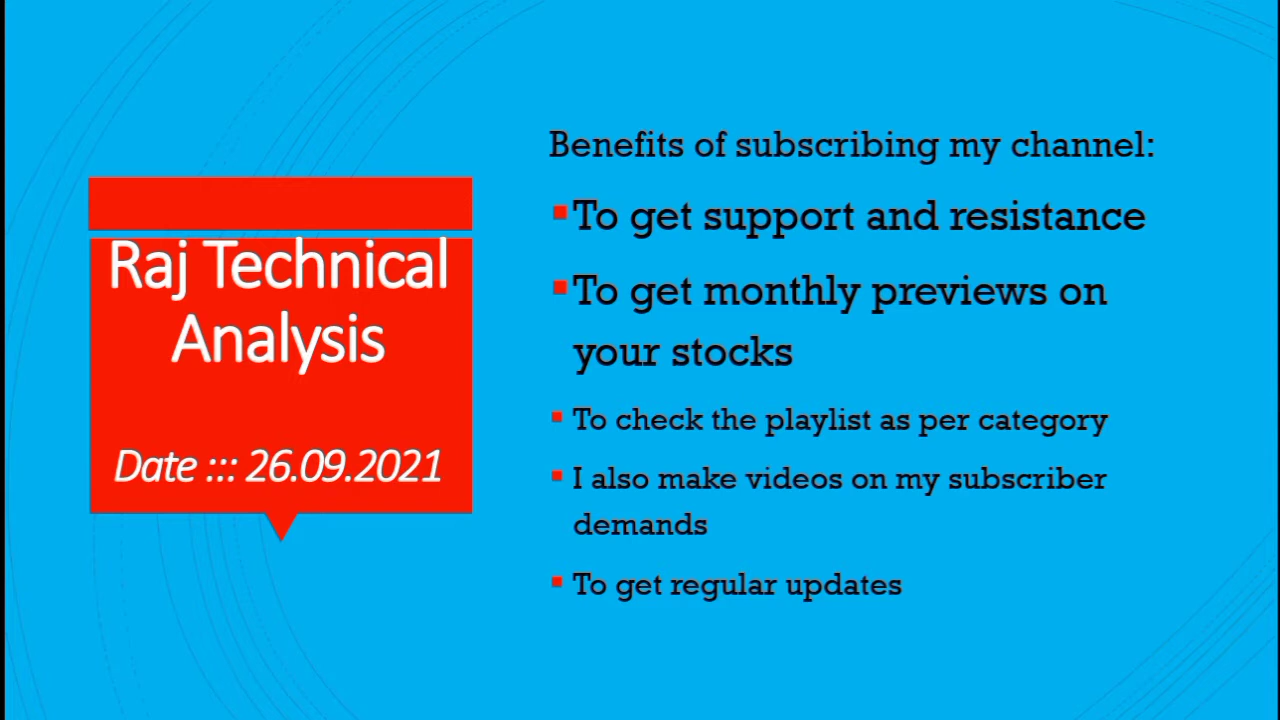 Raj Technical
Analysis
Date ::: 26.09.2021
Benefits of subscribing my channel:
▪To get support and resistance
▪To get monthly previews on
your stocks
▪ To check the playlist as per category
▪ I also make videos on my subscriber
demands
▪ To get regular updates